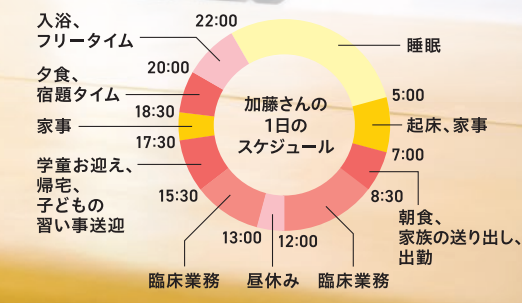 加藤さんの
1日の
スケジュール
22:00
睡眠
5:00
起床、家事
7:00
朝食、
家族の送り出し、
出勤
8:30
臨床業務
12:00
昼休み
13:00
臨床業務
15:30
学童お迎え、
帰宅、
子どもの
習い事送迎
17:30
家事
18:30
夕食、
宿題タイム
20:00
入浴、
フリータイム